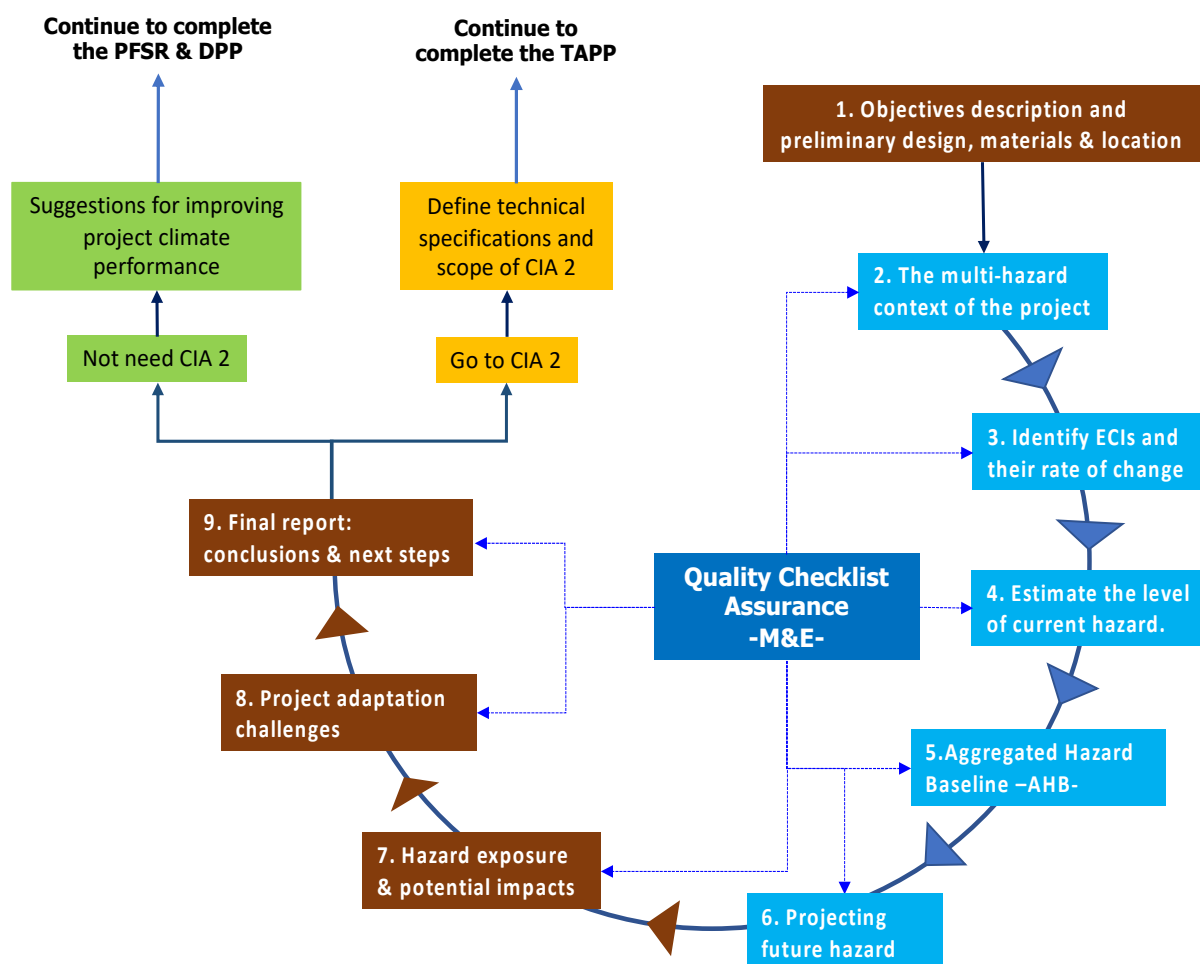 Continue to complete
the PFSR & DPP
Continue to
complete the TAPP
1. Objectives description and
preliminary design, materials & location
Suggestions for improving
project climate
performance
Define technical
specifications and
scope of CIA 2
2. The multi-hazard
context of the project
Not need CIA 2
Go to CIA 2
3. Identify ECIs and
their rate of change
9. Final report:
conclusions & next steps
Quality Checklist
Assurance
-M&E-
4. Estimate the level
of current hazard.
8. Project adaptation
challenges
5.Aggregated Hazard
Baseline –AHB-
7. Hazard exposure
& potential impacts
6. Projecting
future hazard